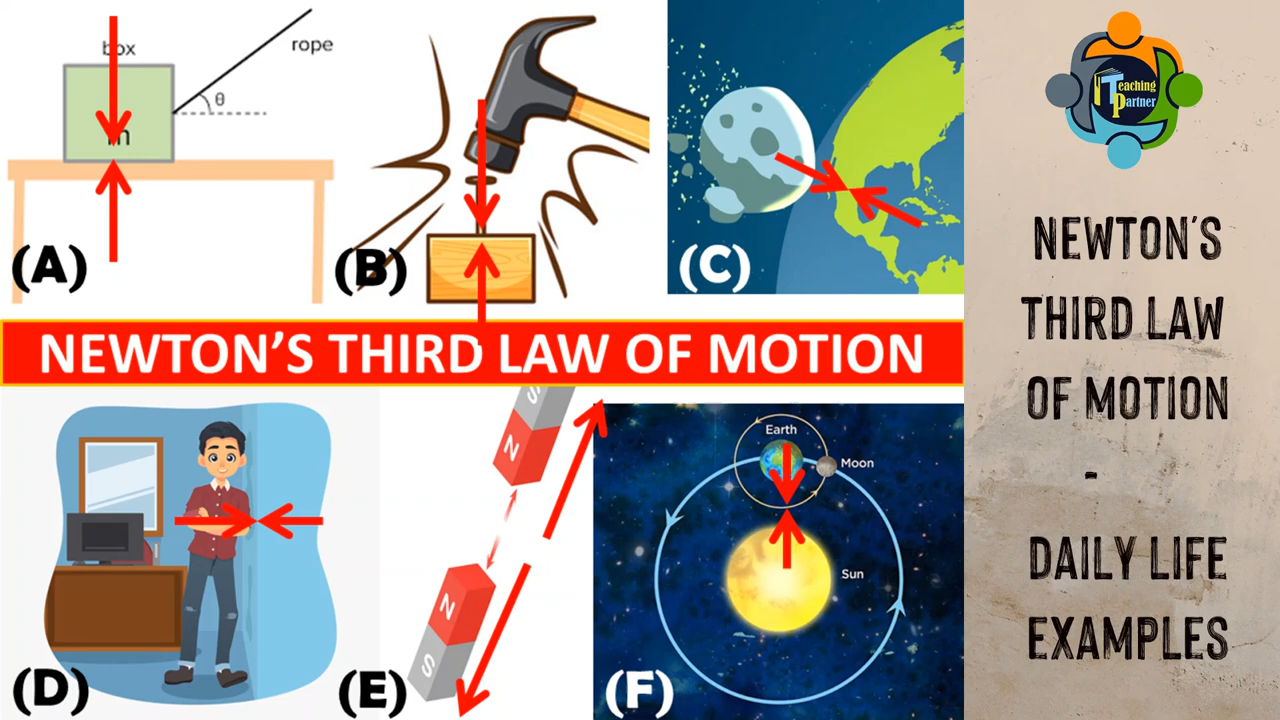 box
rope
θ
m
(A)
(B)
(C)
NEWTON'S THIRD LAW OF MOTION
(D)
S
N
N
S
(E)
Earth
Moon
Sun
(F)
Teaching
Partner
NEWTON'S
THIRD LAW
OF MOTION
-
DAILY LIFE
EXAMPLES